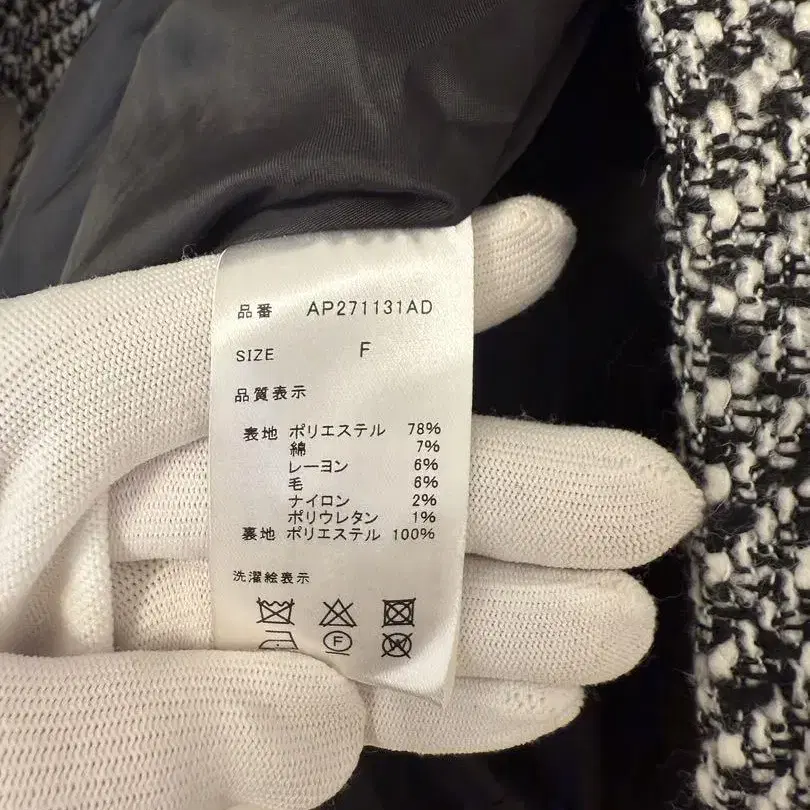 品番 AP271131AD
SIZE F
品質表示
表地 ポリエステル 78%
綿 7%
レーヨン 6%
毛 6%
ナイロン 2%
ポリウレタン 1%
裏地 ポリエステル 100%
洗濯絵表示
F
W